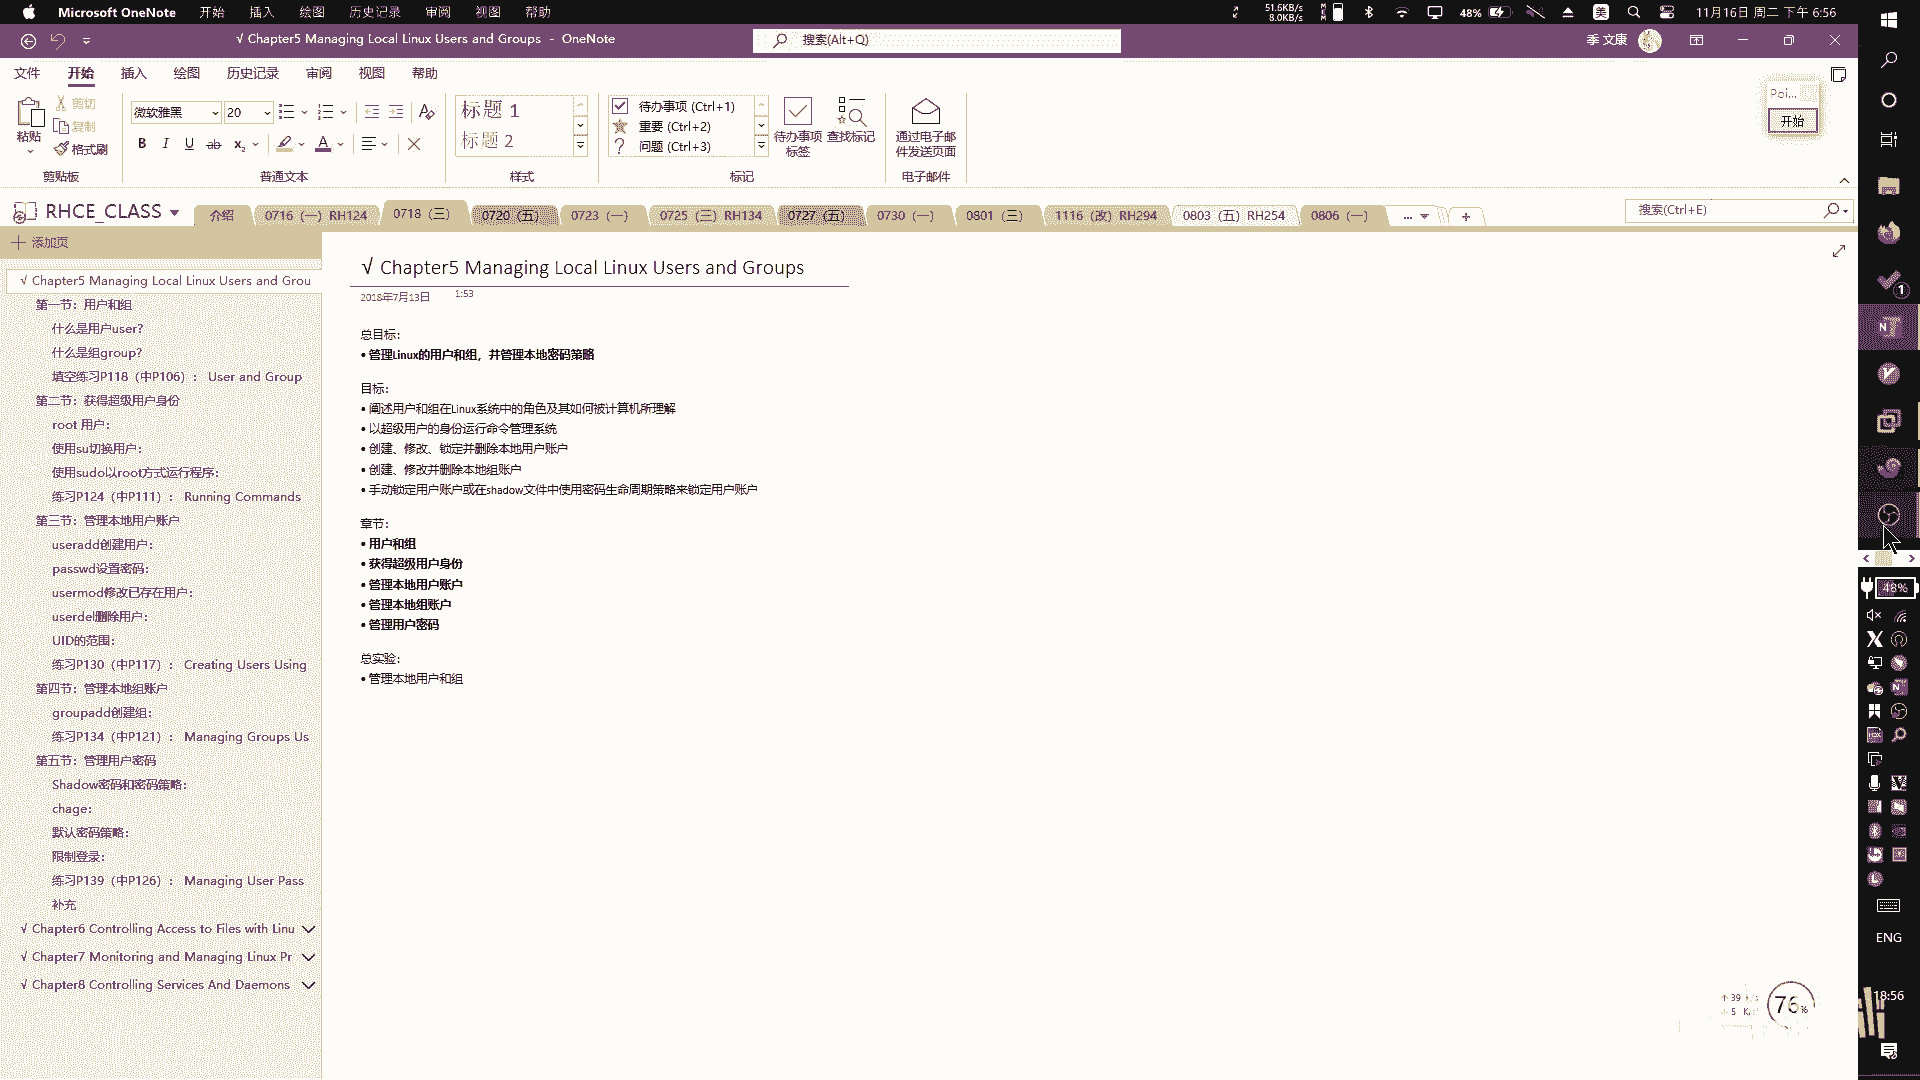 Microsoft OneNote 开始 插入 绘图 历史记录 审阅 视图 帮助
51.6KB/s
8.0KB/s
48%
美
11月16日 周二 下午 6:56
√ Chapter5 Managing Local Linux Users and Groups - OneNote
搜索(Alt+Q)
季 文康
文件 开始 插入 绘图 历史记录 审阅 视图 帮助
粘贴
剪切
复制
格式刷
剪贴板
微软雅黑 20
B I U ab x₂ A
普通文本
标题 1
标题 2
样式
待办事项 (Ctrl+1)
重要 (Ctrl+2)
问题 (Ctrl+3)
待办事项
标签
查找标记
标记
通过电子邮
件发送页面
电子邮件
Poi...
开始
RHCE_CLASS
介绍 0716（一）RH124 0718（三） 0720（五） 0723（一） 0725（三）RH134 0727（五） 0730（一） 0801（三） 1116（改）RH294 0803（五）RH254 0806（一） ... +
搜索(Ctrl+E)
添加页
√ Chapter5 Managing Local Linux Users and Grou
第一节：用户和组
什么是用户user?
什么是组group?
填空练习P118（中P106）： User and Group
第二节：获得超级用户身份
root 用户：
使用su切换用户：
使用sudo以root方式运行程序：
练习P124（中P111）： Running Commands
第三节：管理本地用户账户
useradd创建用户：
passwd设置密码：
usermod修改已存在用户：
userdel删除用户：
UID的范围：
练习P130（中P117）： Creating Users Using
第四节：管理本地组账户
groupadd创建组：
练习P134（中P121）： Managing Groups Us
第五节：管理用户密码
Shadow密码和密码策略：
chage：
默认密码策略：
限制登录：
练习P139（中P126）： Managing User Pass
补充
√ Chapter6 Controlling Access to Files with Linu
√ Chapter7 Monitoring and Managing Linux Pr
√ Chapter8 Controlling Services And Daemons
√ Chapter5 Managing Local Linux Users and Groups
2018年7月13日 1:53
总目标：
• 管理Linux的用户和组，并管理本地密码策略
目标：
• 阐述用户和组在Linux系统中的角色及其如何被计算机所理解
• 以超级用户的身份运行命令管理系统
• 创建、修改、锁定并删除本地用户账户
• 创建、修改并删除本地组账户
• 手动锁定用户账户或在shadow文件中使用密码生命周期策略来锁定用户账户
章节：
• 用户和组
• 获得超级用户身份
• 管理本地用户账户
• 管理本地组账户
• 管理用户密码
总实验：
• 管理本地用户和组
1
48%
ENG
18:56
76%